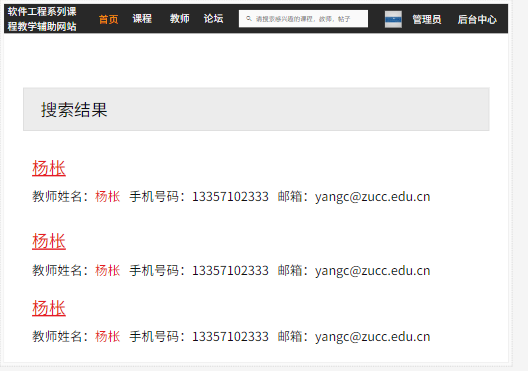 软件工程系列课
程教学辅助网站
首页 课程 教师 论坛 请搜索感兴趣的课程、教师、帖子 管理员 后台中心
搜索结果
杨枨
教师姓名：杨枨 手机号码：13357102333 邮箱：yangc@zucc.edu.cn
杨枨
教师姓名：杨枨 手机号码：13357102333 邮箱：yangc@zucc.edu.cn
杨枨
教师姓名：杨枨 手机号码：13357102333 邮箱：yangc@zucc.edu.cn